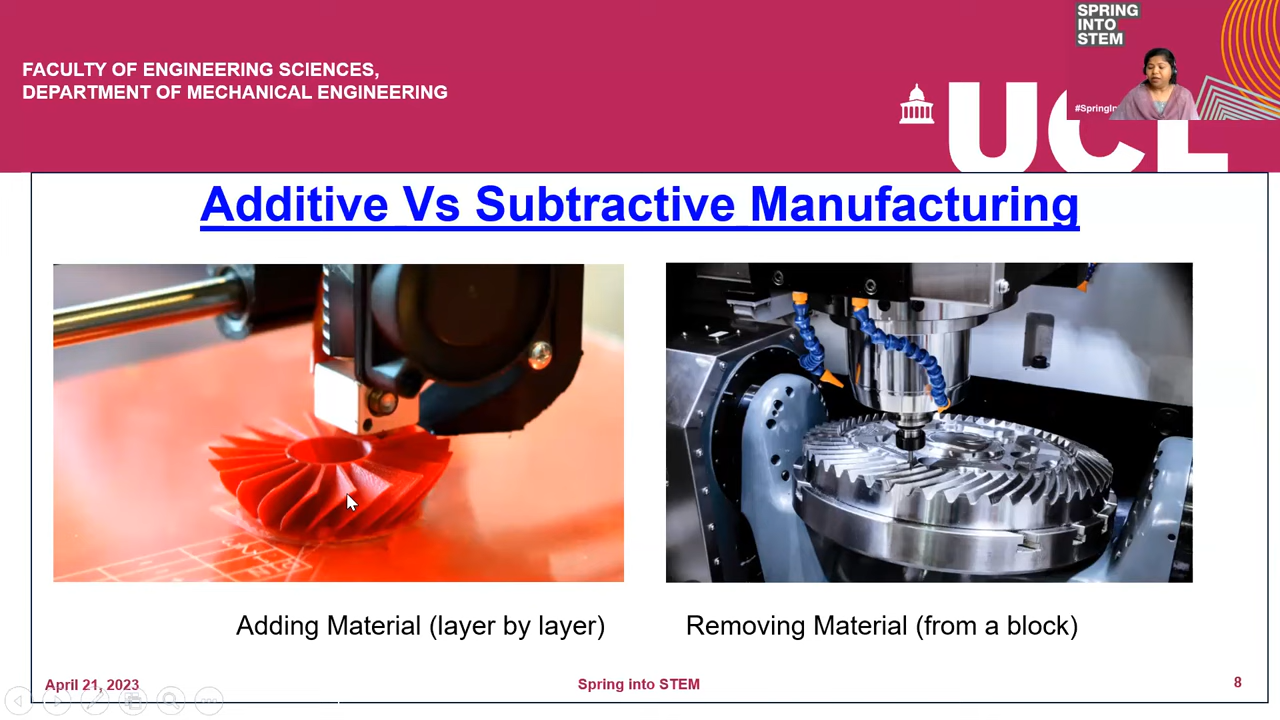 FACULTY OF ENGINEERING SCIENCES,
DEPARTMENT OF MECHANICAL ENGINEERING
SPRING
INTO
STEM
UCL
Additive Vs Subtractive Manufacturing
Adding Material (layer by layer)
Removing Material (from a block)
April 21, 2023
Spring into STEM
8